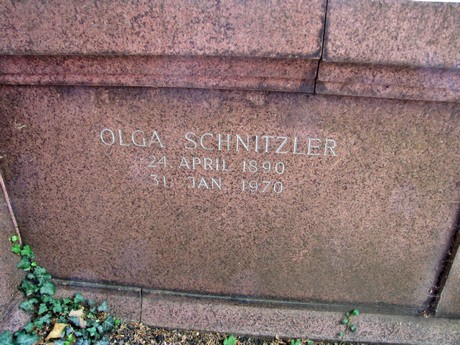 OLGA SCHNITZLER
24. APRIL 1890
31. JAN. 1970